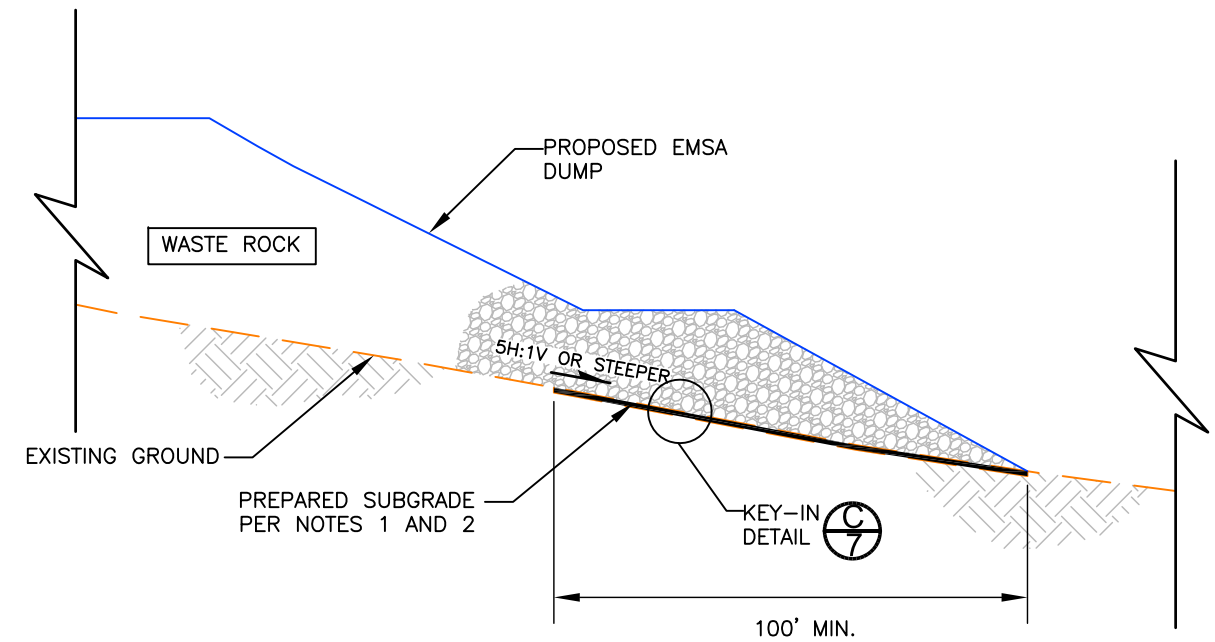 PROPOSED EMSA
DUMP
WASTE ROCK
5H:1V OR STEEPER
EXISTING GROUND
PREPARED SUBGRADE
PER NOTES 1 AND 2
KEY-IN
DETAIL
C
7
100' MIN.